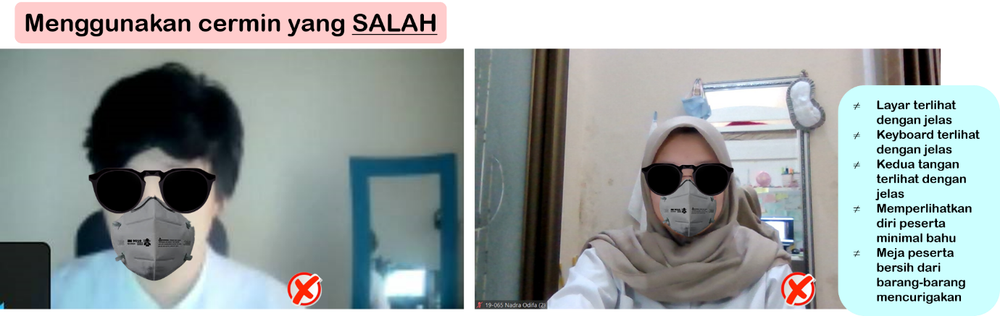 Menggunakan cermin yang SALAH
≠ Layar terlihat
dengan jelas
≠ Keyboard terlihat
dengan jelas
≠ Kedua tangan
terlihat dengan
jelas
≠ Memperlihatkan
diri peserta
minimal bahu
≠ Meja peserta
bersih dari
barang-barang
mencurigakan
19-065 Nadra Odifa (2)